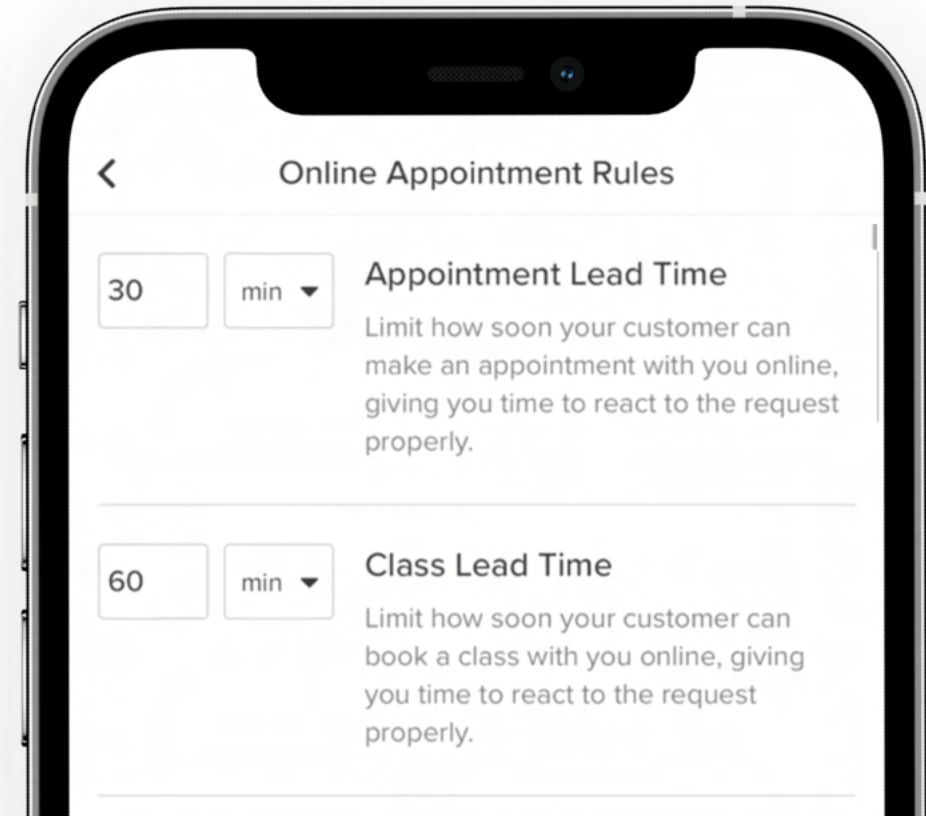 Online Appointment Rules
30
min
Appointment Lead Time
Limit how soon your customer can
make an appointment with you online,
giving you time to react to the request
properly.
60
min
Class Lead Time
Limit how soon your customer can
book a class with you online, giving
you time to react to the request
properly.